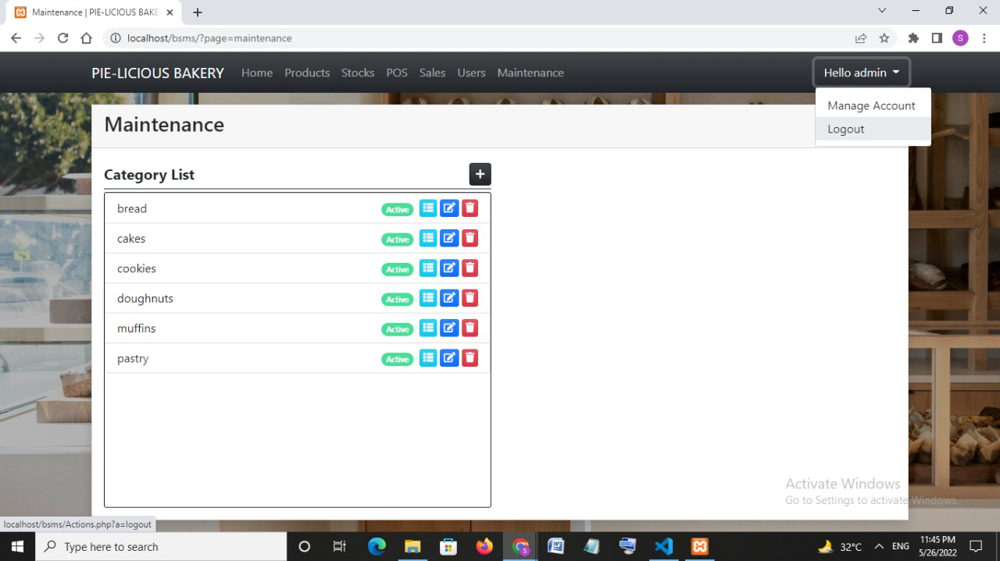 Maintenance | PIE-LICIOUS BAKE
localhost/bsms/?page=maintenance
S
PIE-LICIOUS BAKERY Home Products Stocks POS Sales Users Maintenance Hello admin
Manage Account
Logout
Maintenance
Category List
bread Active
cakes Active
cookies Active
doughnuts Active
muffins Active
pastry Active
Activate Windows
Go to Settings to activate Windows.
localhost/bsms/Actions.php?a=logout
Type here to search
S
32°C ENG
11:45 PM
5/26/2022